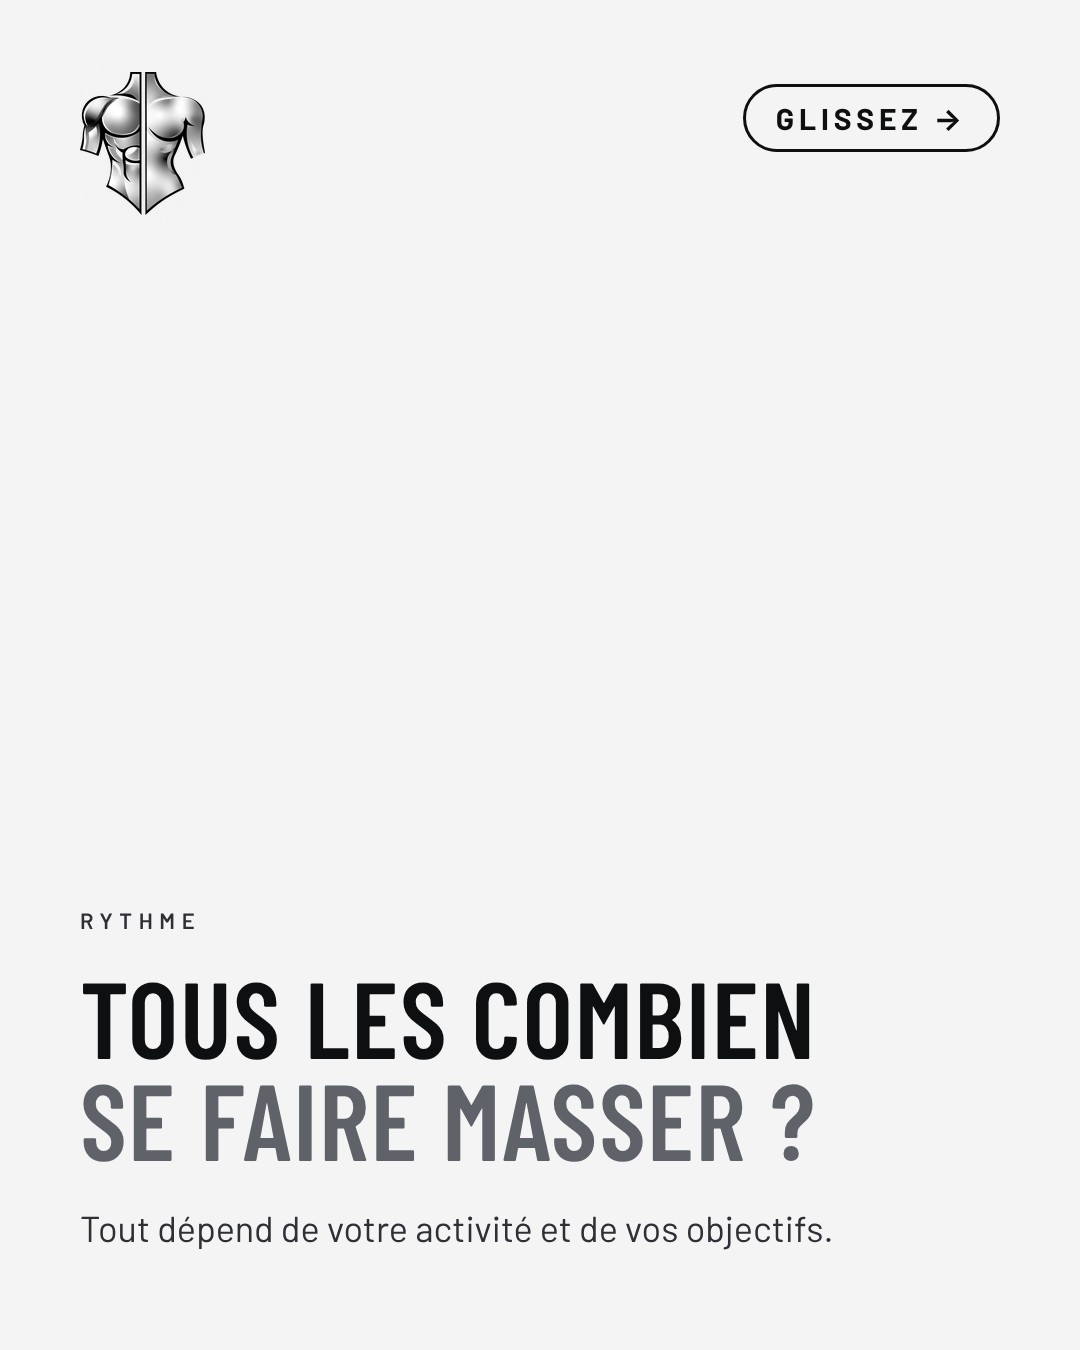 GLISSEZ →
RYTHME
TOUS LES COMBIEN
SE FAIRE MASSER ?
Tout dépend de votre activité et de vos objectifs.